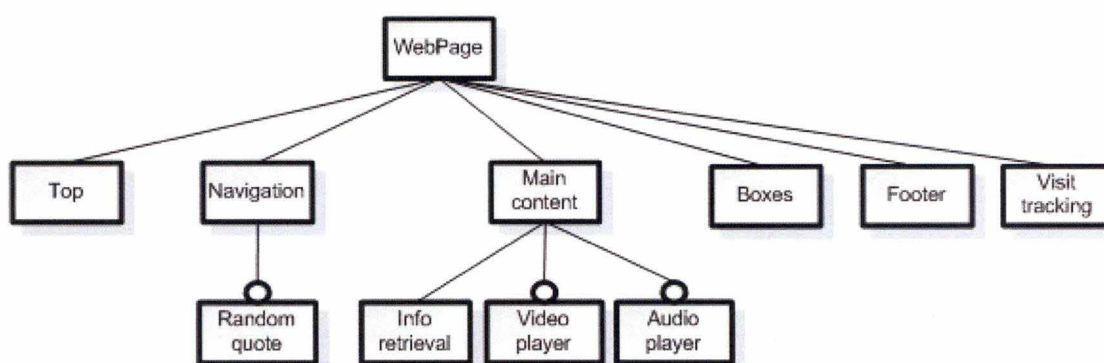 WebPage
Top
Navigation
Main
content
Boxes
Footer
Visit
tracking
Random
quote
Info
retrieval
Video
player
Audio
player